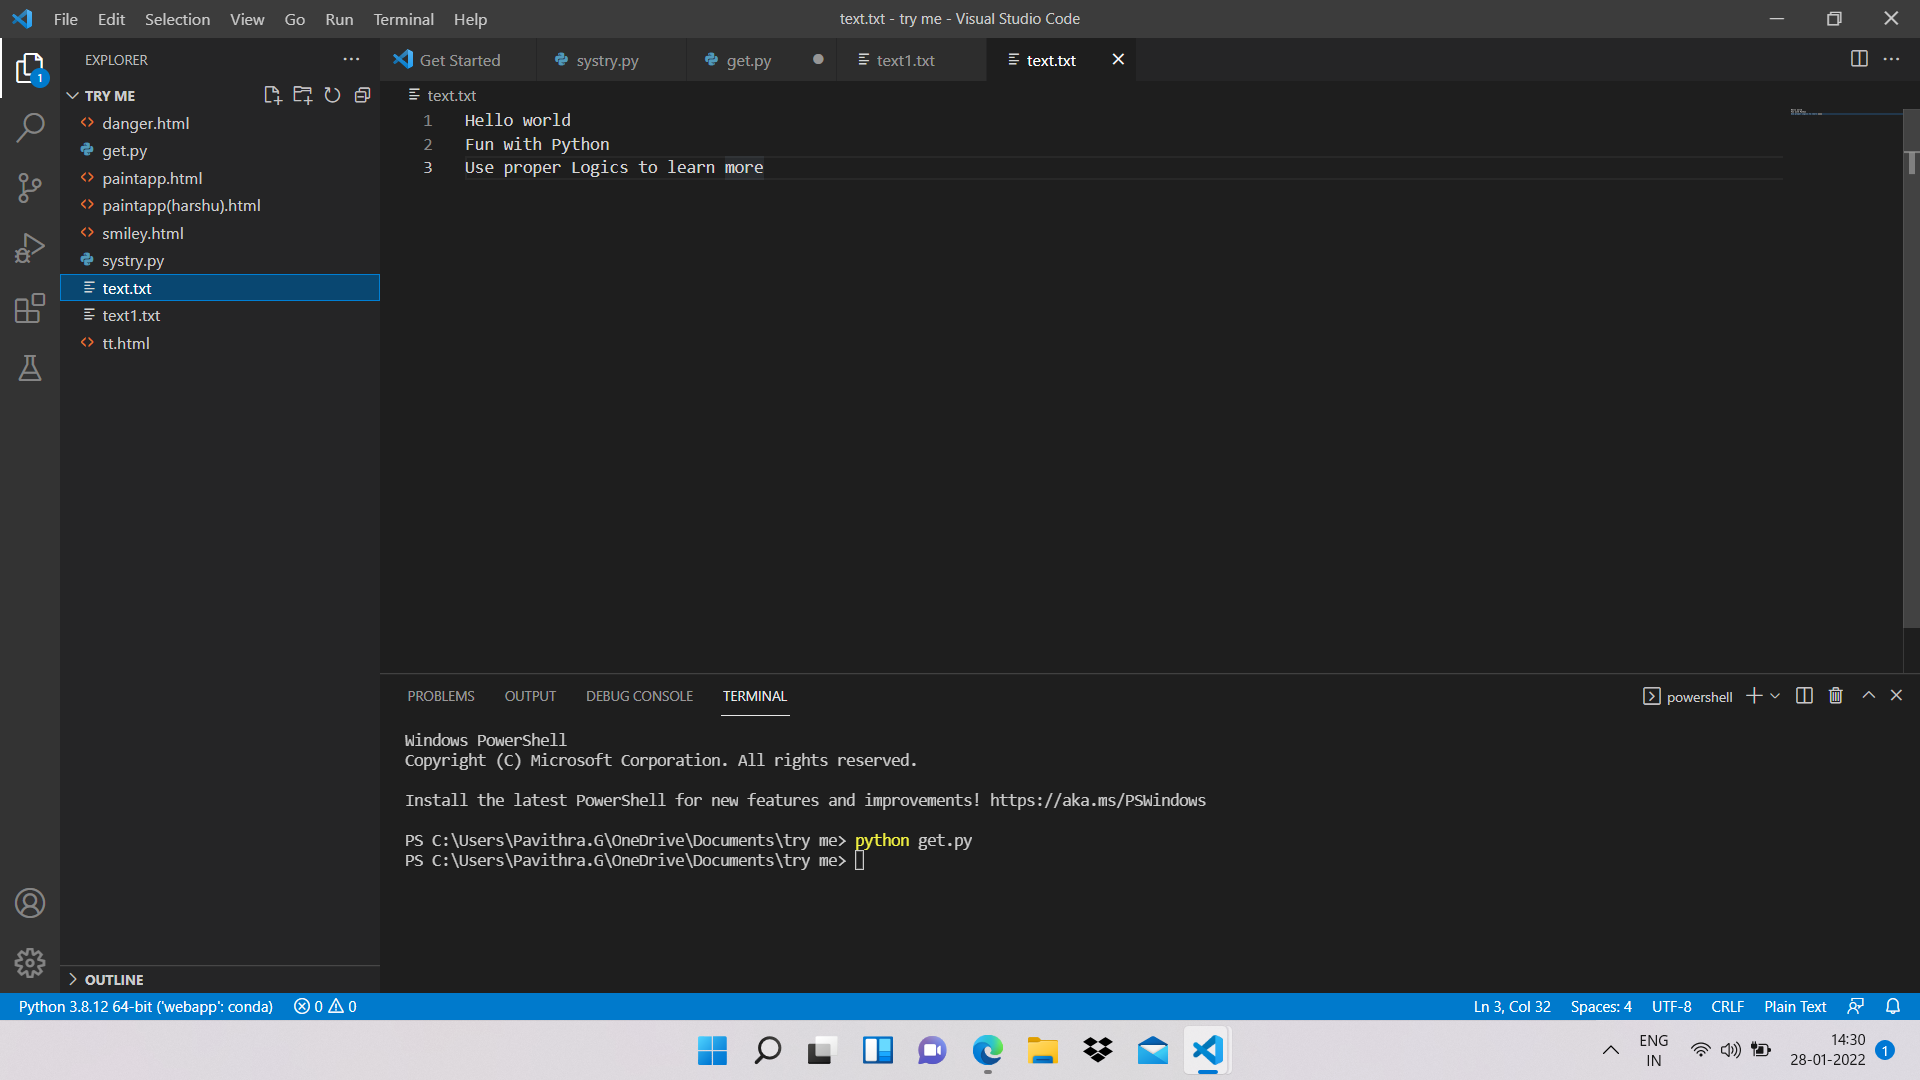 File Edit Selection View Go Run Terminal Help
text.txt - try me - Visual Studio Code
EXPLORER
Get Started
systry.py
get.py
text1.txt
text.txt
1
TRY ME
danger.html
get.py
paintapp.html
paintapp(harshu).html
smiley.html
systry.py
text.txt
text1.txt
tt.html
OUTLINE
text.txt
1 Hello world
2 Fun with Python
3 Use proper Logics to learn more
PROBLEMS OUTPUT DEBUG CONSOLE TERMINAL
powershell
Windows PowerShell
Copyright (C) Microsoft Corporation. All rights reserved.
Install the latest PowerShell for new features and improvements! https://aka.ms/PSWindows
PS C:\Users\Pavithra.G\OneDrive\Documents\try me> python get.py
PS C:\Users\Pavithra.G\OneDrive\Documents\try me>
Python 3.8.12 64-bit ('webapp': conda) 0 0
Ln 3, Col 32 Spaces: 4 UTF-8 CRLF Plain Text
ENG
IN
14:30
28-01-2022
1